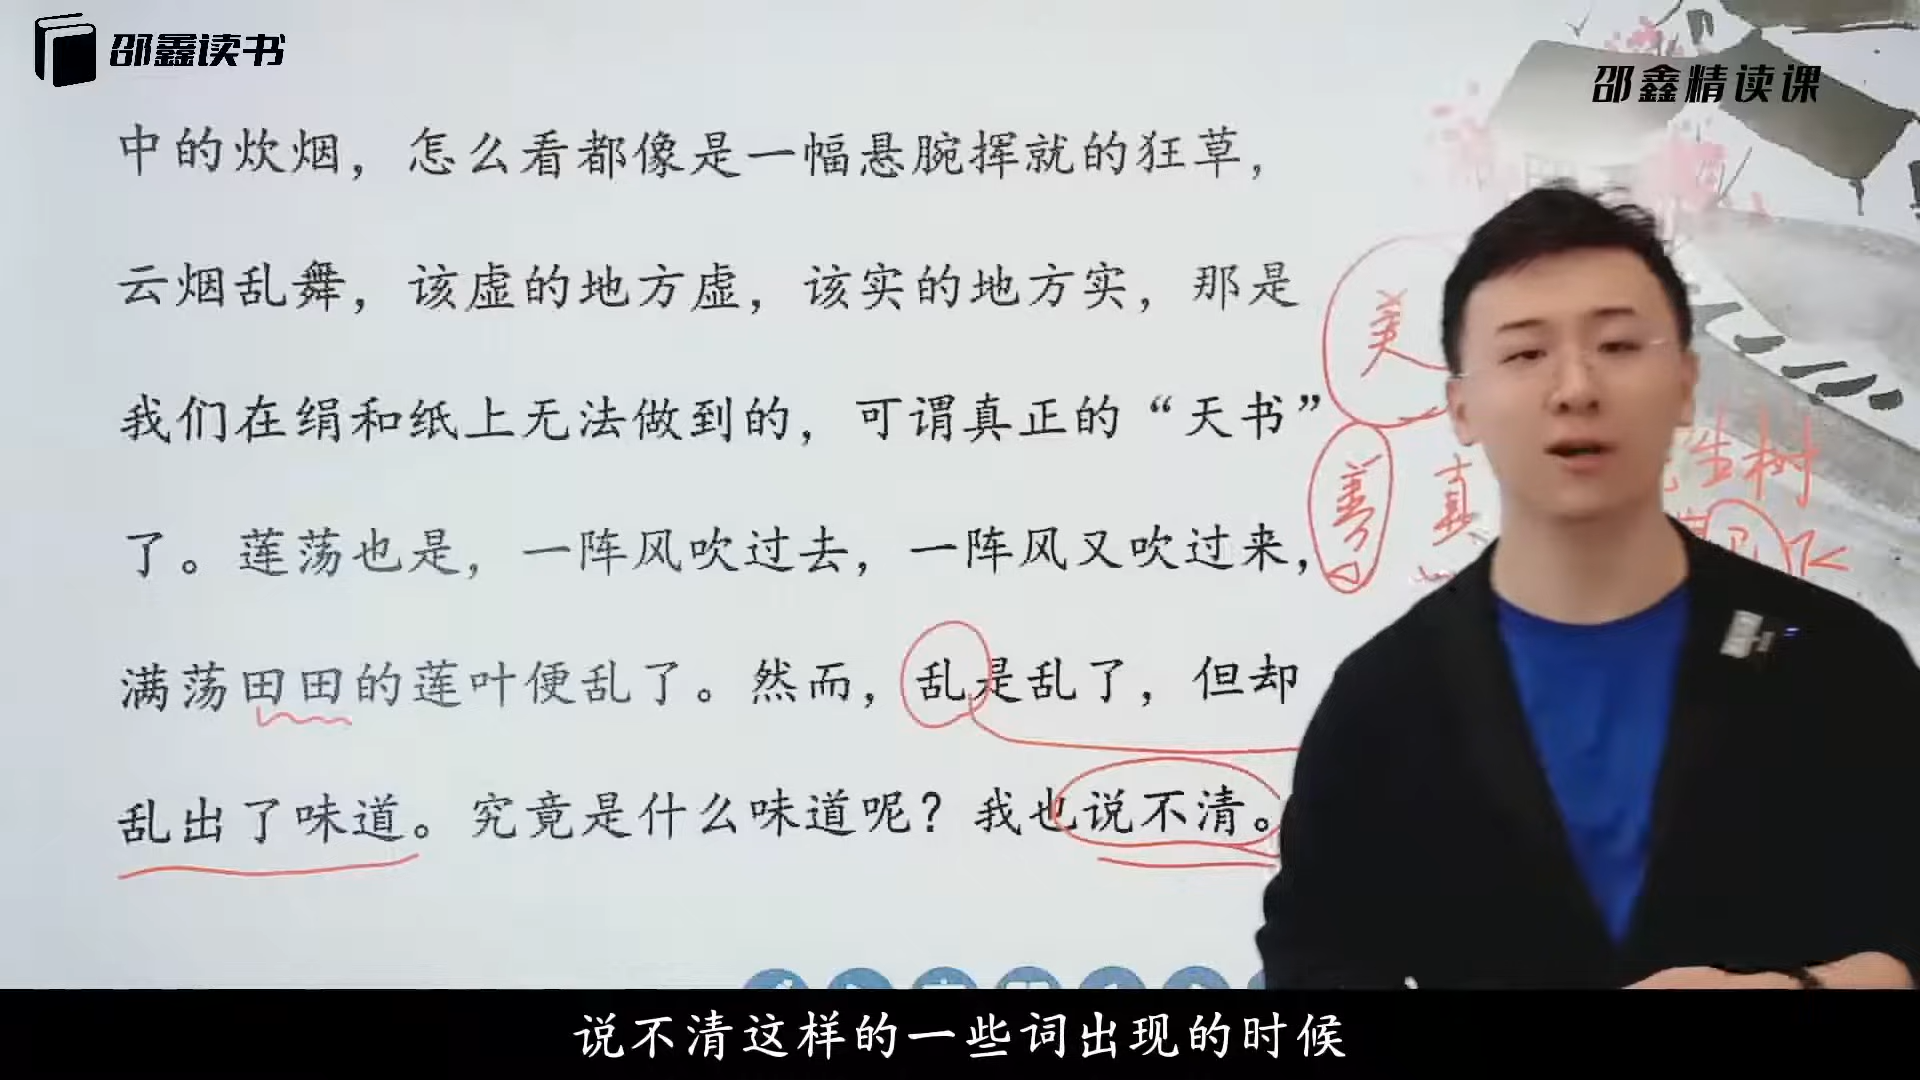 邵鑫读书
邵鑫精读课
中的炊烟，怎么看都像是一幅悬腕挥就的狂草，
云烟乱舞，该虚的地方虚，该实的地方实，那是
我们在绢和纸上无法做到的，可谓真正的“天书”
了。莲荡也是，一阵风吹过去，一阵风又吹过来，
满荡田田的莲叶便乱了。然而，乱是乱了，但却
乱出了味道。究竟是什么味道呢？我也说不清。
美
善 真
生树
飞
说不清这样的一些词出现的时候